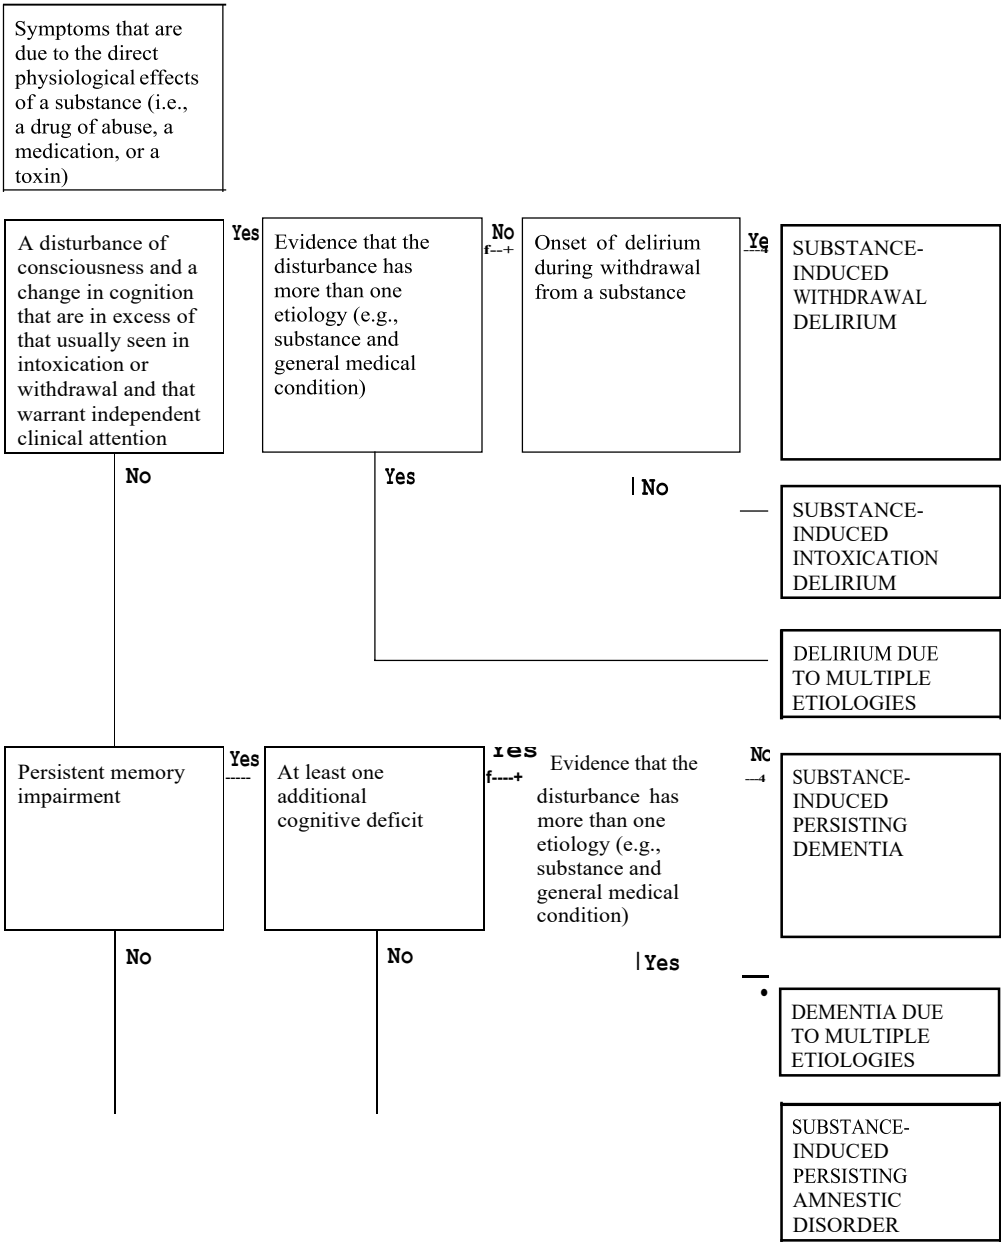 Symptoms that are
due to the direct
physiological effects
of a substance (i.e.,
a drug of abuse, a
medication, or a
toxin)
A disturbance of
consciousness and a
change in cognition
that are in excess of
that usually seen in
intoxication or
withdrawal and that
warrant independent
clinical attention
Yes
Evidence that the
disturbance has
more than one
etiology (e.g.,
substance and
general medical
condition)
No
f--+
Onset of delirium
during withdrawal
from a substance
Ye
SUBSTANCE-
INDUCED
WITHDRAWAL
DELIRIUM
No
Yes
No
SUBSTANCE-
INDUCED
INTOXICATION
DELIRIUM
DELIRIUM DUE
TO MULTIPLE
ETIOLOGIES
Persistent memory
impairment
Yes
-----
At least one
additional
cognitive deficit
Yes
f----+
Evidence that the
disturbance has
more than one
etiology (e.g.,
substance and
general medical
condition)
No
SUBSTANCE-
INDUCED
PERSISTING
DEMENTIA
No
No
Yes
•
DEMENTIA DUE
TO MULTIPLE
ETIOLOGIES
SUBSTANCE-
INDUCED
PERSISTING
AMNESTIC
DISORDER